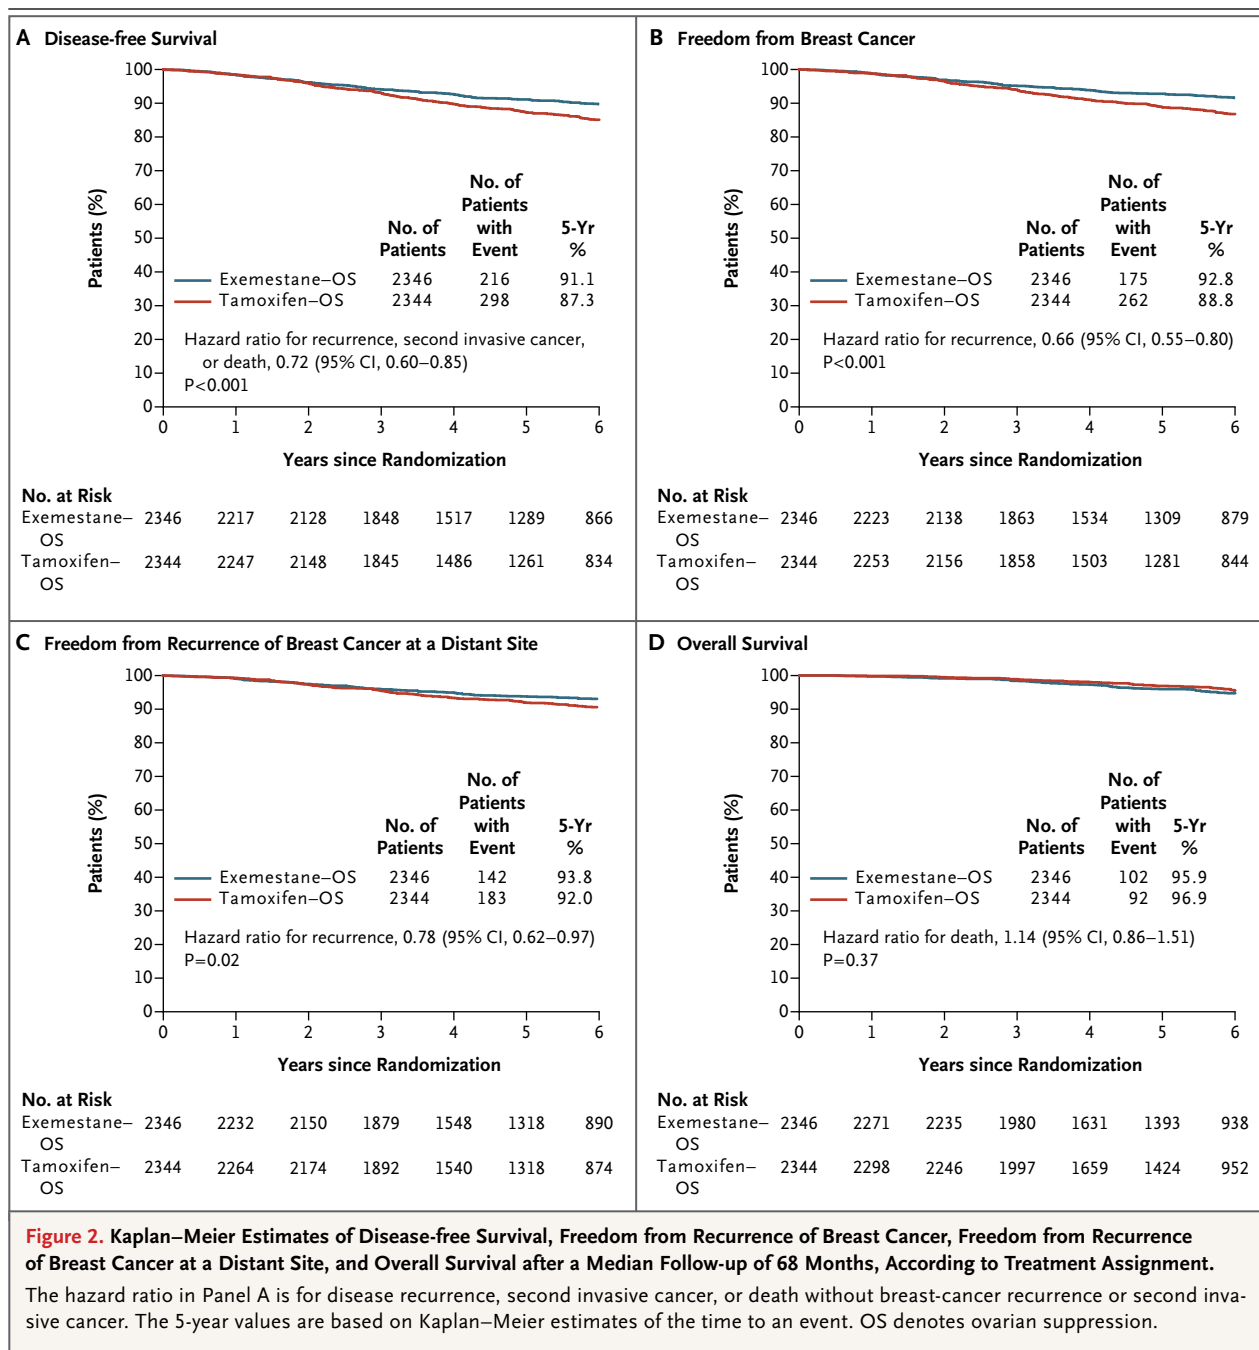 A Disease-free Survival
100
90
80
70
60
50
40
30
20
10
0
Patients (%)
No. of
Patients
No. of
Patients
with
Event
5-Yr
%
Exemestane–OS 2346 216 91.1
Tamoxifen–OS 2344 298 87.3
Hazard ratio for recurrence, second invasive cancer,
or death, 0.72 (95% CI, 0.60–0.85)
P<0.001
0 1 2 3 4 5 6
Years since Randomization
No. at Risk
Exemestane–OS 2346 2217 2128 1848 1517 1289 866
Tamoxifen–OS 2344 2247 2148 1845 1486 1261 834
B Freedom from Breast Cancer
100
90
80
70
60
50
40
30
20
10
0
Patients (%)
No. of
Patients
No. of
Patients
with
Event
5-Yr
%
Exemestane–OS 2346 175 92.8
Tamoxifen–OS 2344 262 88.8
Hazard ratio for recurrence, 0.66 (95% CI, 0.55–0.80)
P<0.001
0 1 2 3 4 5 6
Years since Randomization
No. at Risk
Exemestane–OS 2346 2223 2138 1863 1534 1309 879
Tamoxifen–OS 2344 2253 2156 1858 1503 1281 844
C Freedom from Recurrence of Breast Cancer at a Distant Site
100
90
80
70
60
50
40
30
20
10
0
Patients (%)
No. of
Patients
No. of
Patients
with
Event
5-Yr
%
Exemestane–OS 2346 142 93.8
Tamoxifen–OS 2344 183 92.0
Hazard ratio for recurrence, 0.78 (95% CI, 0.62–0.97)
P=0.02
0 1 2 3 4 5 6
Years since Randomization
No. at Risk
Exemestane–OS 2346 2232 2150 1879 1548 1318 890
Tamoxifen–OS 2344 2264 2174 1892 1540 1318 874
D Overall Survival
100
90
80
70
60
50
40
30
20
10
0
Patients (%)
No. of
Patients
No. of
Patients
with
Event
5-Yr
%
Exemestane–OS 2346 102 95.9
Tamoxifen–OS 2344 92 96.9
Hazard ratio for death, 1.14 (95% CI, 0.86–1.51)
P=0.37
0 1 2 3 4 5 6
Years since Randomization
No. at Risk
Exemestane–OS 2346 2271 2235 1980 1631 1393 938
Tamoxifen–OS 2344 2298 2246 1997 1659 1424 952
Figure 2. Kaplan–Meier Estimates of Disease-free Survival, Freedom from Recurrence of Breast Cancer, Freedom from Recurrence
of Breast Cancer at a Distant Site, and Overall Survival after a Median Follow-up of 68 Months, According to Treatment Assignment.
The hazard ratio in Panel A is for disease recurrence, second invasive cancer, or death without breast-cancer recurrence or second inva-
sive cancer. The 5-year values are based on Kaplan–Meier estimates of the time to an event. OS denotes ovarian suppression.